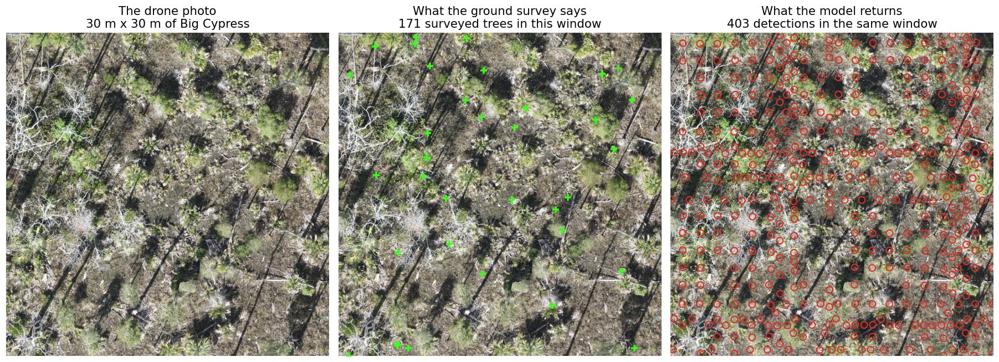 The drone photo
30 m x 30 m of Big Cypress
What the ground survey says
171 surveyed trees in this window
What the model returns
403 detections in the same window